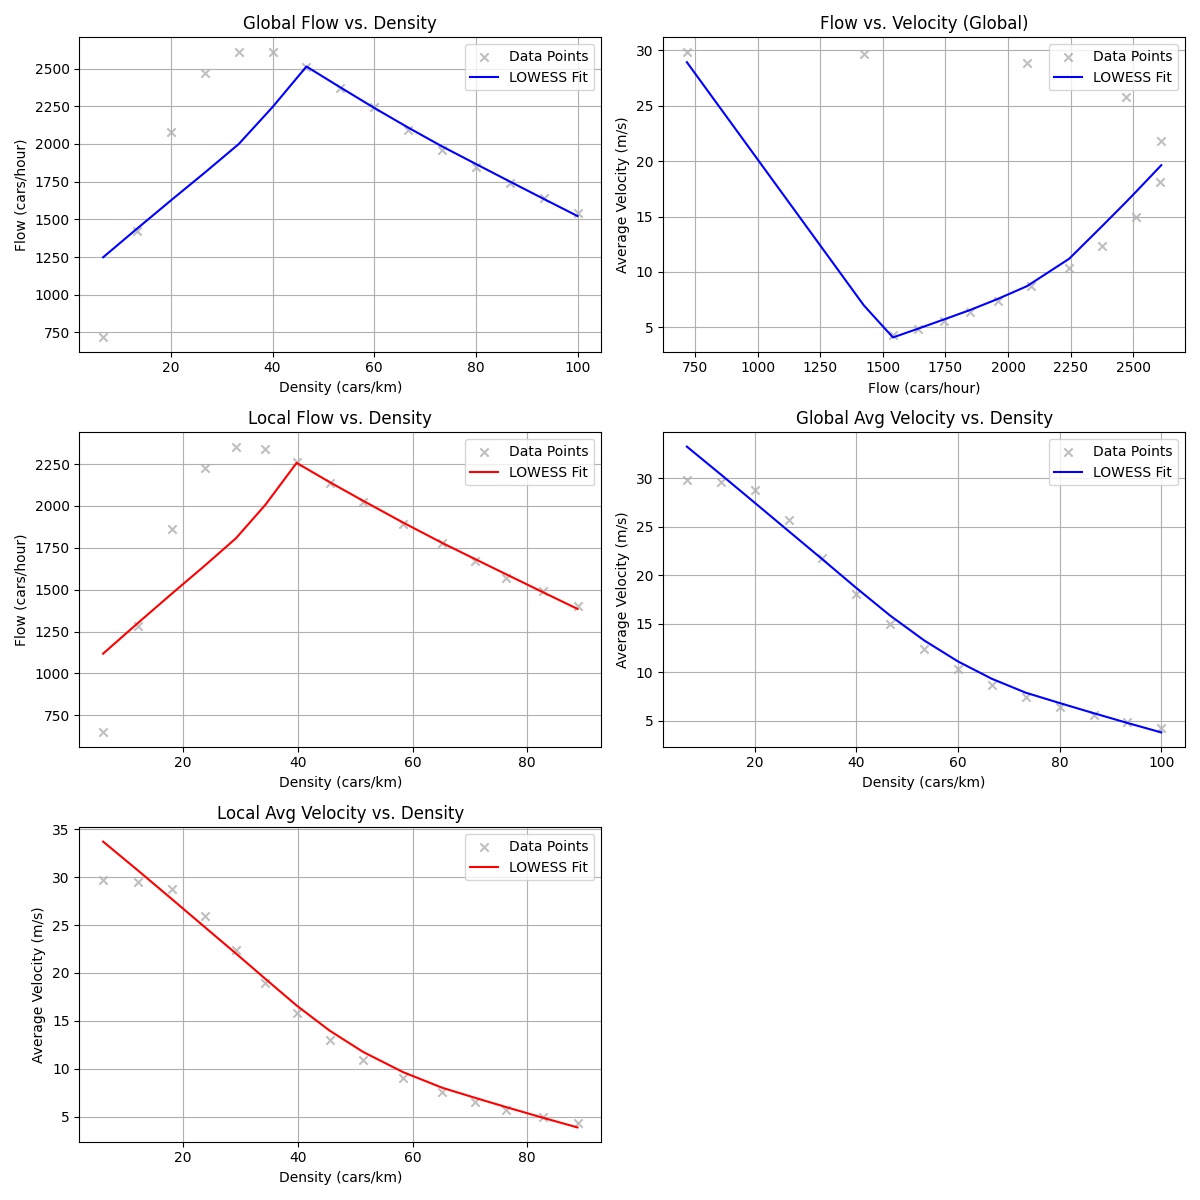 Global Flow vs. Density
Flow (cars/hour)
2500
2250
2000
1750
1500
1250
1000
750
Data Points
LOWESS Fit
20
40
60
80
100
Density (cars/km)
Flow vs. Velocity (Global)
Average Velocity (m/s)
30
25
20
15
10
5
Data Points
LOWESS Fit
750
1000
1250
1500
1750
2000
2250
2500
Flow (cars/hour)
Local Flow vs. Density
Flow (cars/hour)
2250
2000
1750
1500
1250
1000
750
Data Points
LOWESS Fit
20
40
60
80
Density (cars/km)
Global Avg Velocity vs. Density
Average Velocity (m/s)
30
25
20
15
10
5
Data Points
LOWESS Fit
20
40
60
80
100
Density (cars/km)
Local Avg Velocity vs. Density
Average Velocity (m/s)
35
30
25
20
15
10
5
Data Points
LOWESS Fit
20
40
60
80
Density (cars/km)